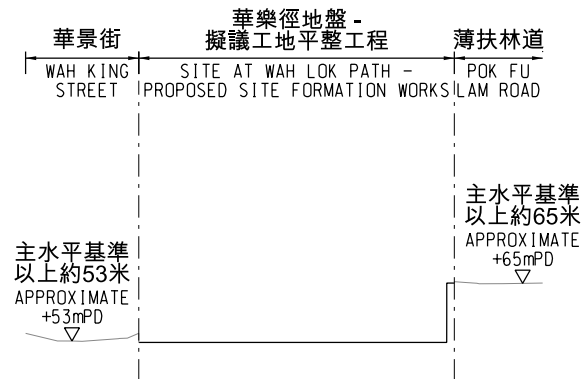 華景街
WAH KING
STREET
華樂徑地盤 -
擬議工地平整工程
SITE AT WAH LOK PATH -
PROPOSED SITE FORMATION WORKS
薄扶林道
POK FU
LAM ROAD
主水平基準
以上約53米
APPROXIMATE
+53mPD
主水平基準
以上約65米
APPROXIMATE
+65mPD